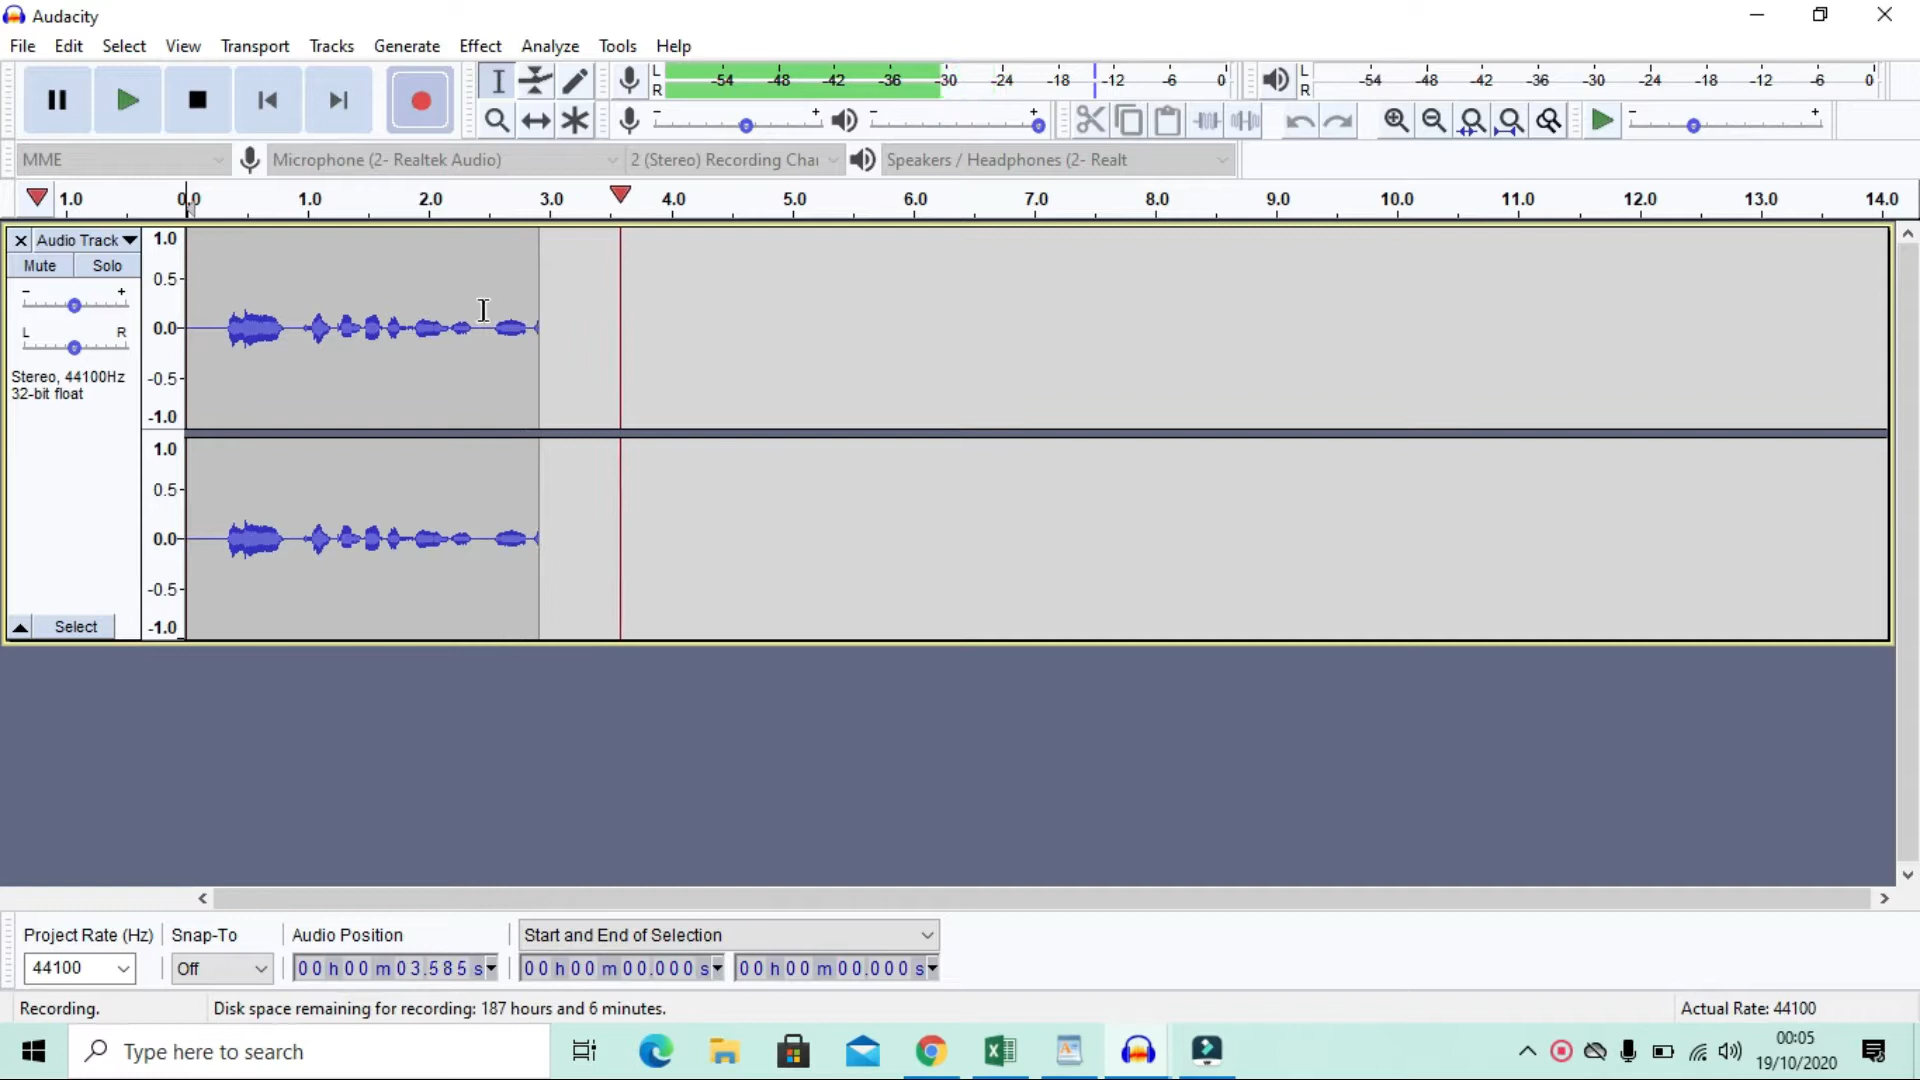 Audacity
File Edit Select View Transport Tracks Generate Effect Analyze Tools Help
L R -54 -48 -42 -36 -30 -24 -18 -12 -6 0 L R -54 -48 -42 -36 -30 -24 -18 -12 -6 0
- + - + - +
MME Microphone (2- Realtek Audio) 2 (Stereo) Recording Chai Speakers / Headphones (2- Realt
1.0 0.0 1.0 2.0 3.0 4.0 5.0 6.0 7.0 8.0 9.0 10.0 11.0 12.0 13.0 14.0
Audio Track 1.0
Mute Solo
0.5
- +
0.0
L R
Stereo, 44100Hz
-0.5
32-bit float
-1.0
1.0
0.5
0.0
-0.5
Select -1.0
Project Rate (Hz) Snap-To Audio Position Start and End of Selection
44100 Off 00 h 00 m 03.585 s 00 h 00 m 00.000 s 00 h 00 m 00.000 s
Recording. Disk space remaining for recording: 187 hours and 6 minutes. Actual Rate: 44100
Type here to search
00:05
19/10/2020